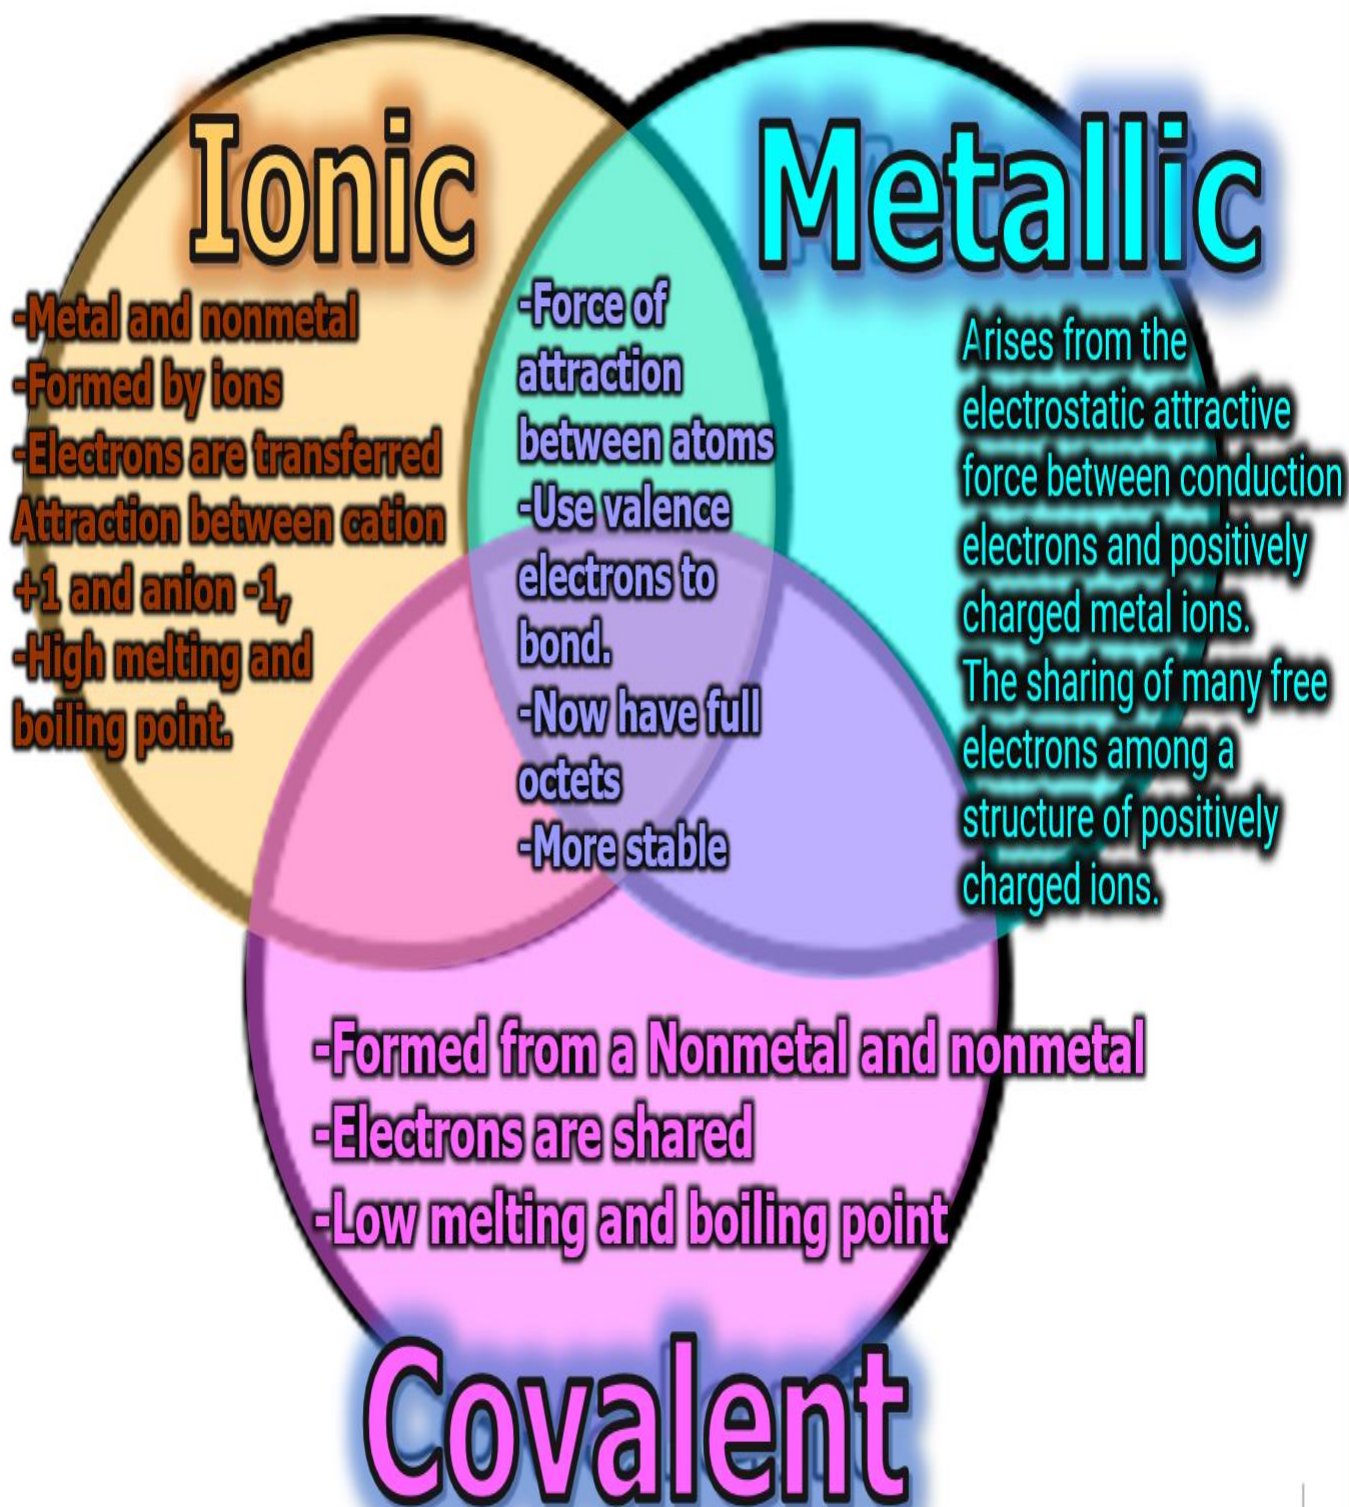 Ionic
-Metal and nonmetal
-Formed by ions
-Electrons are transferred
Attraction between cation
+1 and anion -1,
-High melting and
boiling point.
-Force of
attraction
between atoms
-Use valence
electrons to
bond.
-Now have full
octets
-More stable
Metallic
Arises from the
electrostatic attractive
force between conduction
electrons and positively
charged metal ions.
The sharing of many free
electrons among a
structure of positively
charged ions.
-Formed from a Nonmetal and nonmetal
-Electrons are shared
-Low melting and boiling point
Covalent